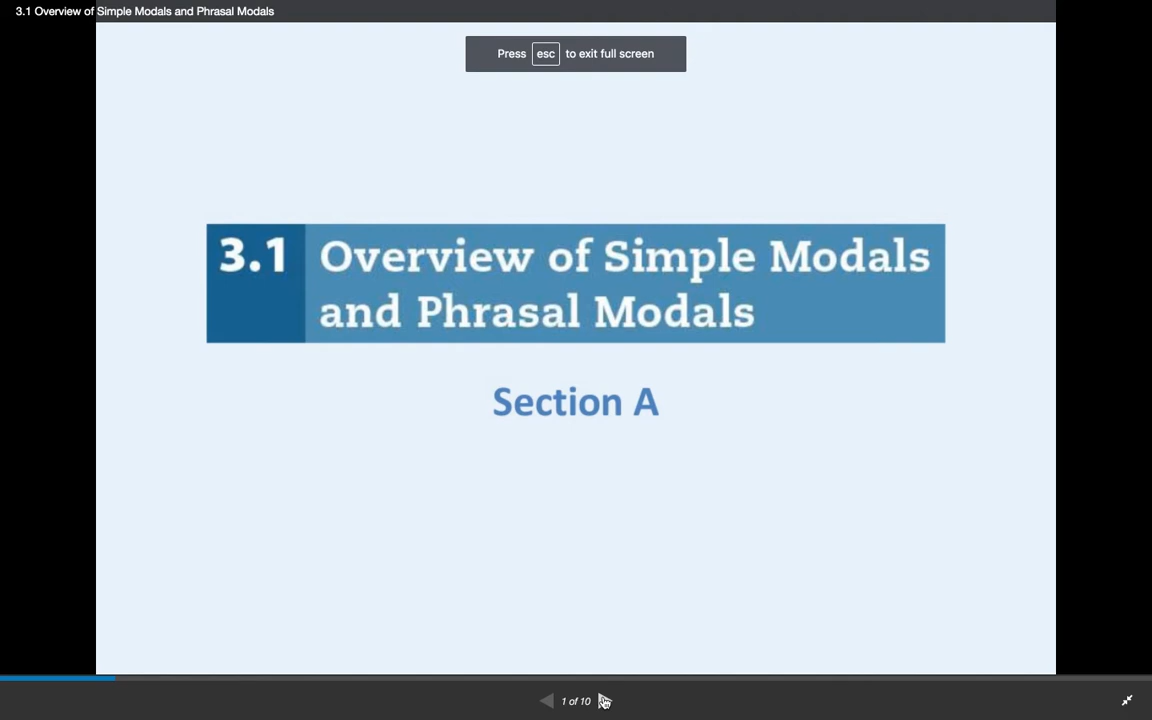 3.1 Overview of Simple Modals and Phrasal Modals
Press esc to exit full screen
3.1 Overview of Simple Modals
and Phrasal Modals
Section A
1 of 10